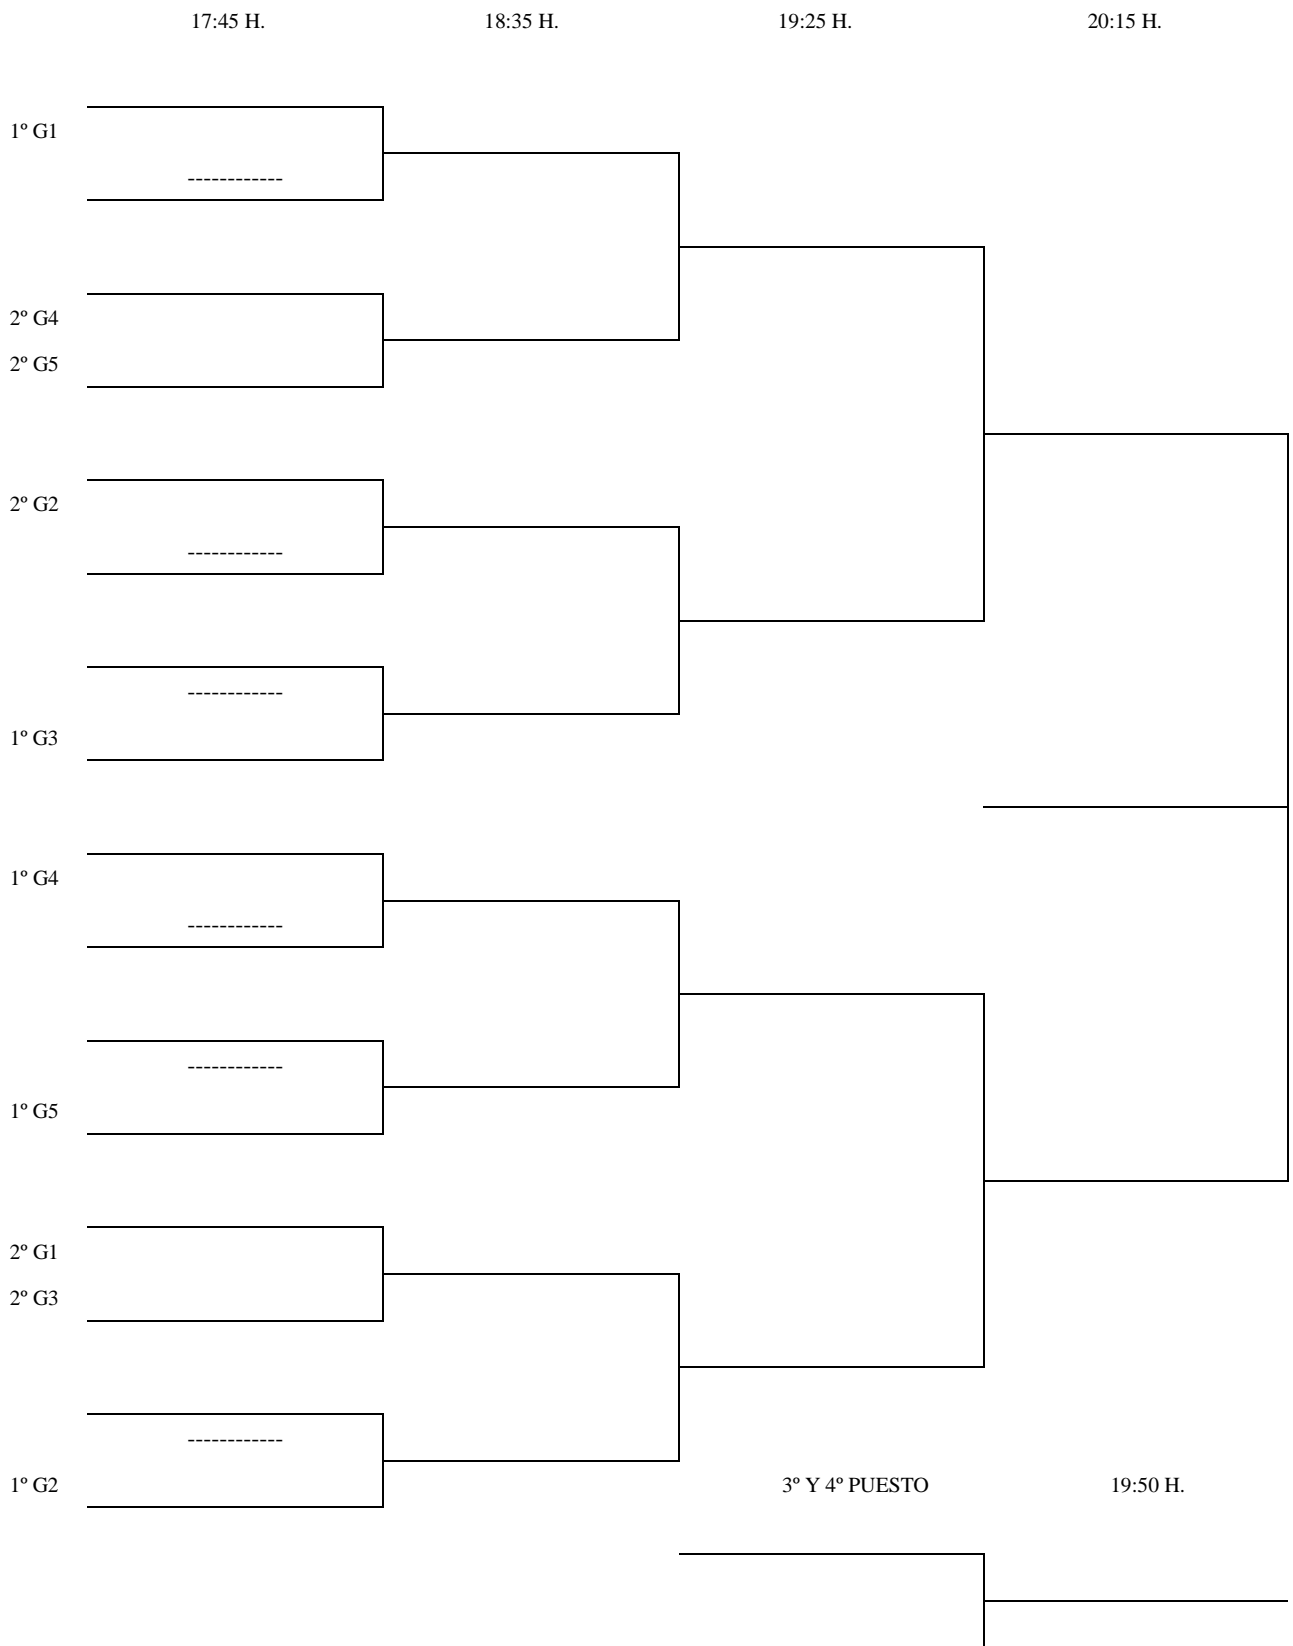 17:45 H. 18:35 H. 19:25 H. 20:15 H.
1º G1
------------
2º G4
2º G5
2º G2
------------
------------
1º G3
1º G4
------------
------------
1º G5
2º G1
2º G3
------------
1º G2 3º Y 4º PUESTO 19:50 H.